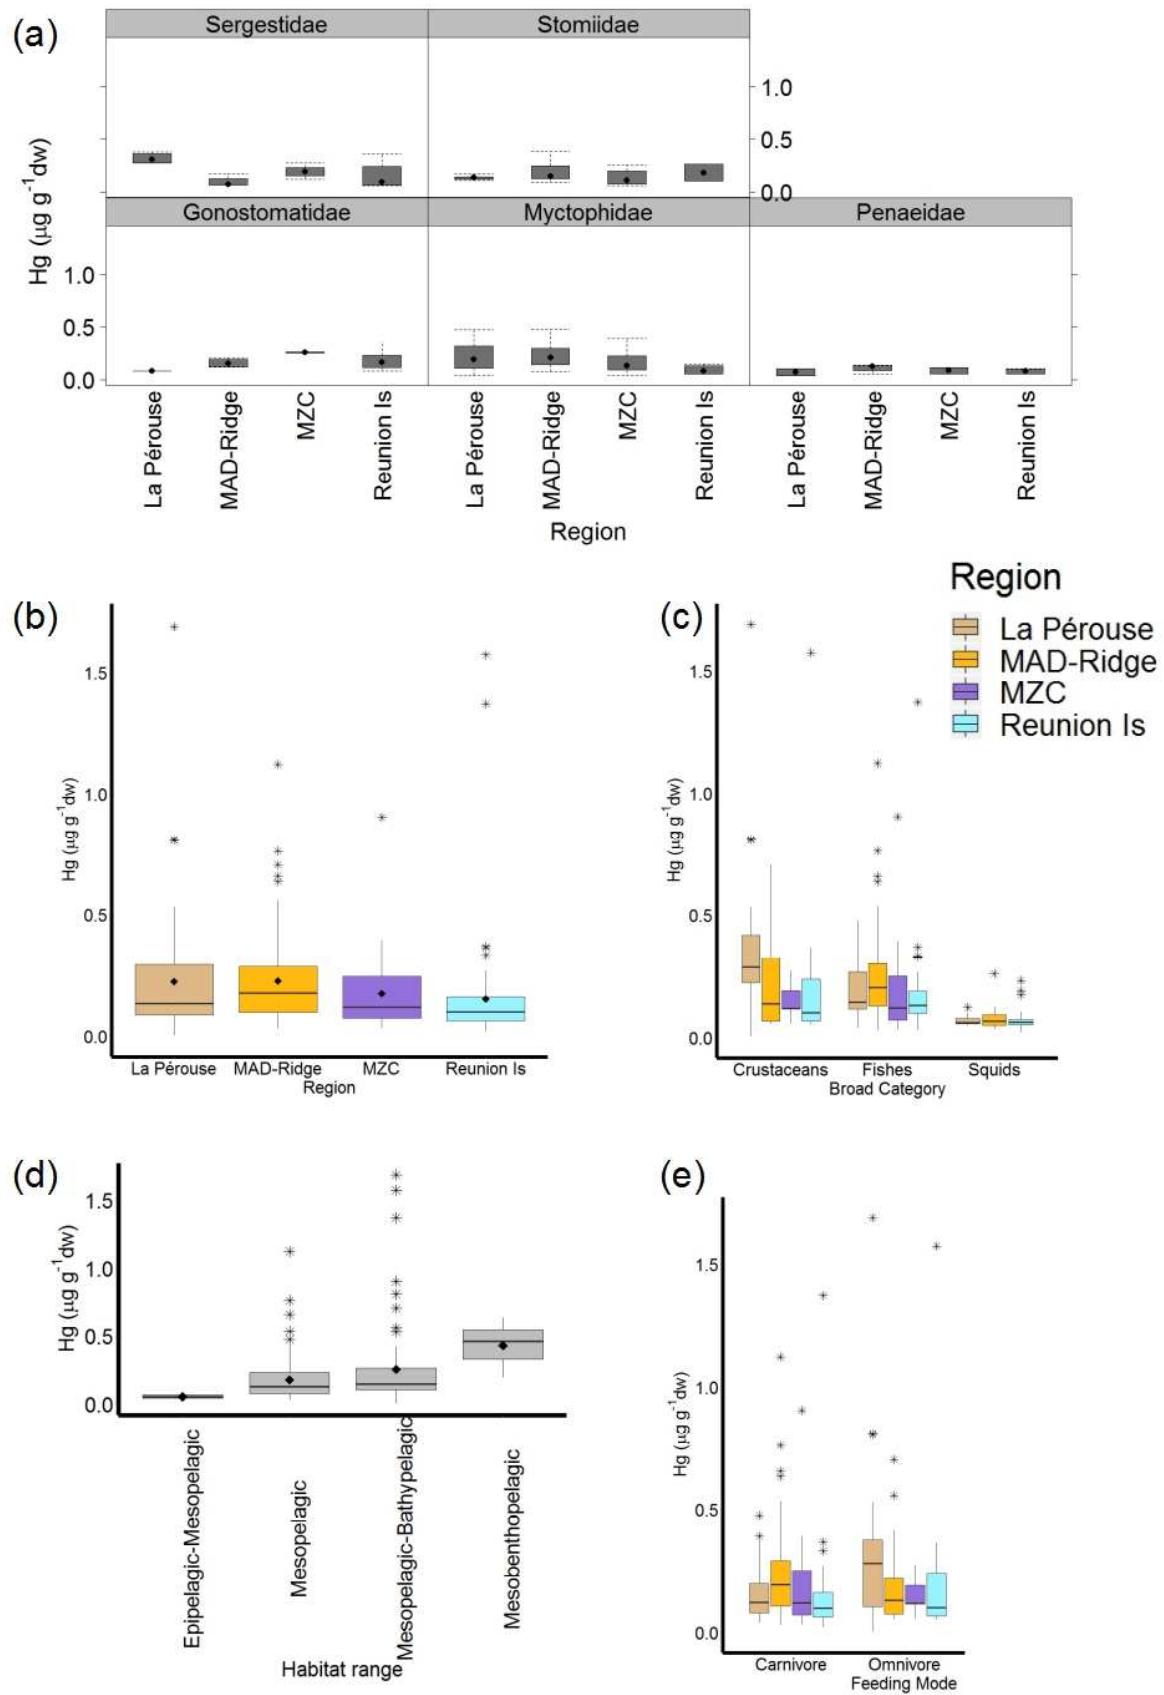 (a)
Sergestidae
Stomiidae
1.0
0.5
0.0
Hg (μg g-1dw)
Gonostomatidae
Myctophidae
Penaeidae
1.0
0.5
0.0
La Pérouse
MAD-Ridge
MZC
Reunion Is
La Pérouse
MAD-Ridge
MZC
Reunion Is
La Pérouse
MAD-Ridge
MZC
Reunion Is
Region
Region
La Pérouse
MAD-Ridge
MZC
Reunion Is
(b)
Hg (μg g-1dw)
1.5
1.0
0.5
0.0
La Pérouse MAD-Ridge MZC Reunion Is
Region
(c)
Hg (μg g-1dw)
1.5
1.0
0.5
0.0
Crustaceans Fishes Squids
Broad Category
(d)
Hg (μg g-1dw)
1.5
1.0
0.5
0.0
Epipelagic-Mesopelagic
Mesopelagic
Mesopelagic-Bathypelagic
Mesobenthopelagic
Habitat range
(e)
Hg (μg g-1dw)
1.5
1.0
0.5
0.0
Carnivore Omnivore
Feeding Mode